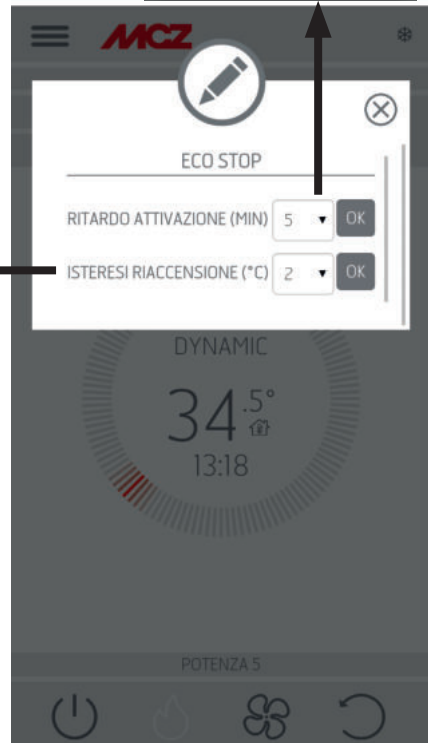 MCZ
ECO STOP
RITARDO ATTIVAZIONE (MIN) 5 OK
ISTERESI RIACCENSIONE (°C) 2 OK
DYNAMIC
34.5°
13:18
POTENZA 5